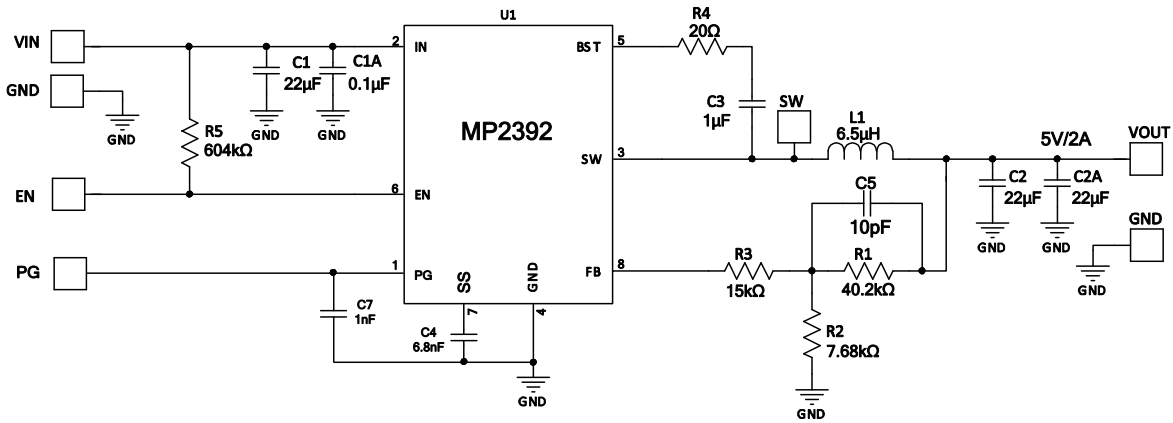 U1
MP2392
VIN
GND
GND
R5
604kΩ
C1
22µF
GND
C1A
0.1µF
GND
EN
PG
C7
1nF
2
IN
6
EN
1
PG
SS
7
GND
4
C4
6.8nF
GND
BST
5
R4
20Ω
C3
1µF
SW
3
SW
L1
6.5µH
5V/2A
VOUT
C2
22µF
GND
C2A
22µF
GND
GND
GND
C5
10pF
FB
8
R3
15kΩ
R1
40.2kΩ
R2
7.68kΩ
GND